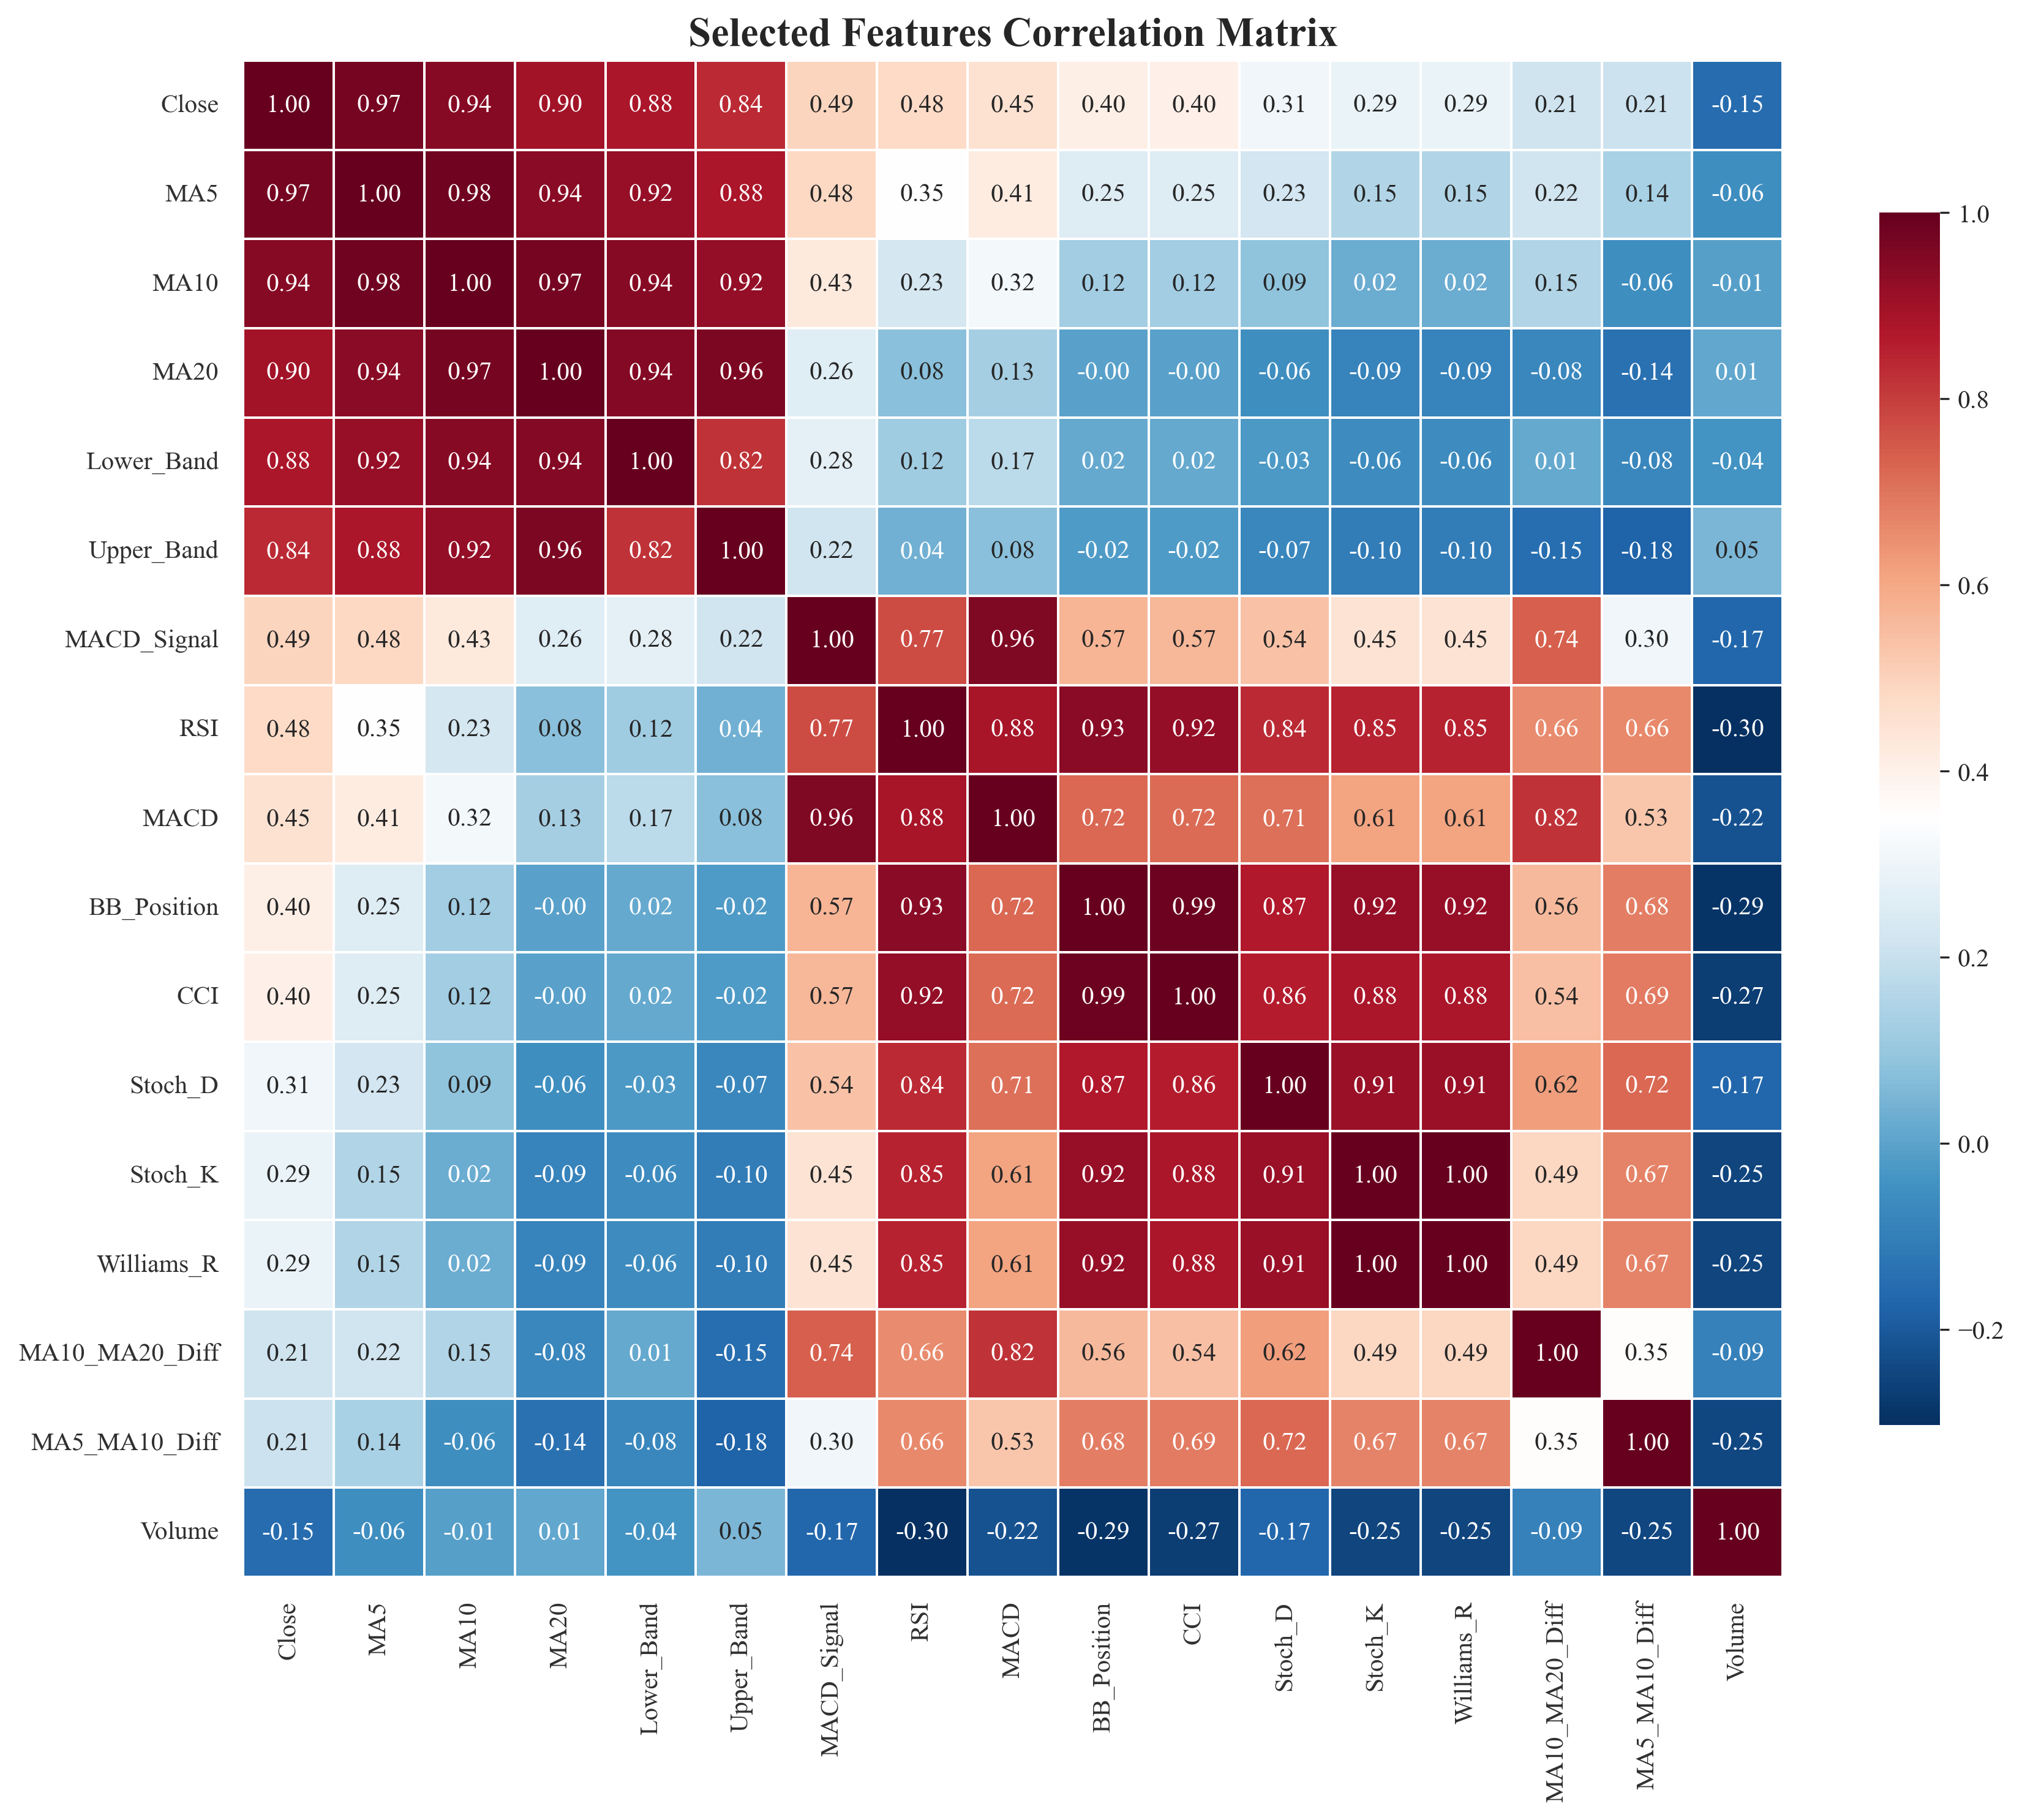 Selected Features Correlation Matrix
Close 1.00 0.97 0.94 0.90 0.88 0.84 0.49 0.48 0.45 0.40 0.40 0.31 0.29 0.29 0.21 0.21 -0.15
MA5 0.97 1.00 0.98 0.94 0.92 0.88 0.48 0.35 0.41 0.25 0.25 0.23 0.15 0.15 0.22 0.14 -0.06
MA10 0.94 0.98 1.00 0.97 0.94 0.92 0.43 0.23 0.32 0.12 0.12 0.09 0.02 0.02 0.15 -0.06 -0.01
MA20 0.90 0.94 0.97 1.00 0.94 0.96 0.26 0.08 0.13 -0.00 -0.00 -0.06 -0.09 -0.09 -0.08 -0.14 0.01
Lower_Band 0.88 0.92 0.94 0.94 1.00 0.82 0.28 0.12 0.17 0.02 0.02 -0.03 -0.06 -0.06 0.01 -0.08 -0.04
Upper_Band 0.84 0.88 0.92 0.96 0.82 1.00 0.22 0.04 0.08 -0.02 -0.02 -0.07 -0.10 -0.10 -0.15 -0.18 0.05
MACD_Signal 0.49 0.48 0.43 0.26 0.28 0.22 1.00 0.77 0.96 0.57 0.57 0.54 0.45 0.45 0.74 0.30 -0.17
RSI 0.48 0.35 0.23 0.08 0.12 0.04 0.77 1.00 0.88 0.93 0.92 0.84 0.85 0.85 0.66 0.66 -0.30
MACD 0.45 0.41 0.32 0.13 0.17 0.08 0.96 0.88 1.00 0.72 0.72 0.71 0.61 0.61 0.82 0.53 -0.22
BB_Position 0.40 0.25 0.12 -0.00 0.02 -0.02 0.57 0.93 0.72 1.00 0.99 0.87 0.92 0.92 0.56 0.68 -0.29
CCI 0.40 0.25 0.12 -0.00 0.02 -0.02 0.57 0.92 0.72 0.99 1.00 0.86 0.88 0.88 0.54 0.69 -0.27
Stoch_D 0.31 0.23 0.09 -0.06 -0.03 -0.07 0.54 0.84 0.71 0.87 0.86 1.00 0.91 0.91 0.62 0.72 -0.17
Stoch_K 0.29 0.15 0.02 -0.09 -0.06 -0.10 0.45 0.85 0.61 0.92 0.88 0.91 1.00 1.00 0.49 0.67 -0.25
Williams_R 0.29 0.15 0.02 -0.09 -0.06 -0.10 0.45 0.85 0.61 0.92 0.88 0.91 1.00 1.00 0.49 0.67 -0.25
MA10_MA20_Diff 0.21 0.22 0.15 -0.08 0.01 -0.15 0.74 0.66 0.82 0.56 0.54 0.62 0.49 0.49 1.00 0.35 -0.09
MA5_MA10_Diff 0.21 0.14 -0.06 -0.14 -0.08 -0.18 0.30 0.66 0.53 0.68 0.69 0.72 0.67 0.67 0.35 1.00 -0.25
Volume -0.15 -0.06 -0.01 0.01 -0.04 0.05 -0.17 -0.30 -0.22 -0.29 -0.27 -0.17 -0.25 -0.25 -0.09 -0.25 1.00
Close
MA5
MA10
MA20
Lower_Band
Upper_Band
MACD_Signal
RSI
MACD
BB_Position
CCI
Stoch_D
Stoch_K
Williams_R
MA10_MA20_Diff
MA5_MA10_Diff
Volume
1.0
0.8
0.6
0.4
0.2
0.0
−0.2